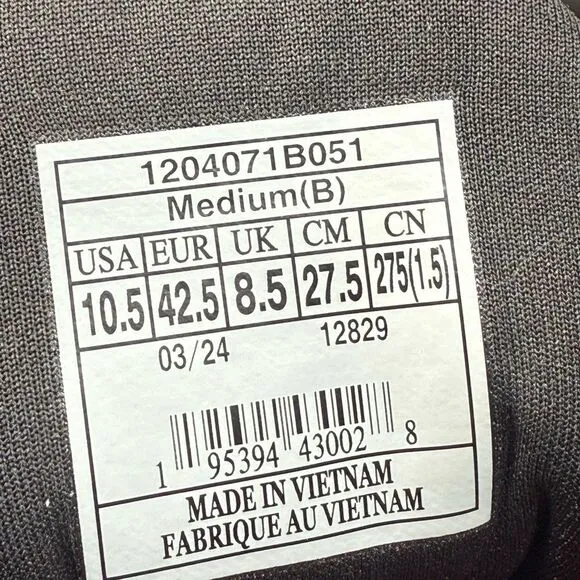 1204071B051
Medium(B)
USA EUR UK CM CN
10.5 42.5 8.5 27.5 275(1.5)
03/24 12829
1 95394 43002 8
MADE IN VIETNAM
FABRIQUE AU VIETNAM